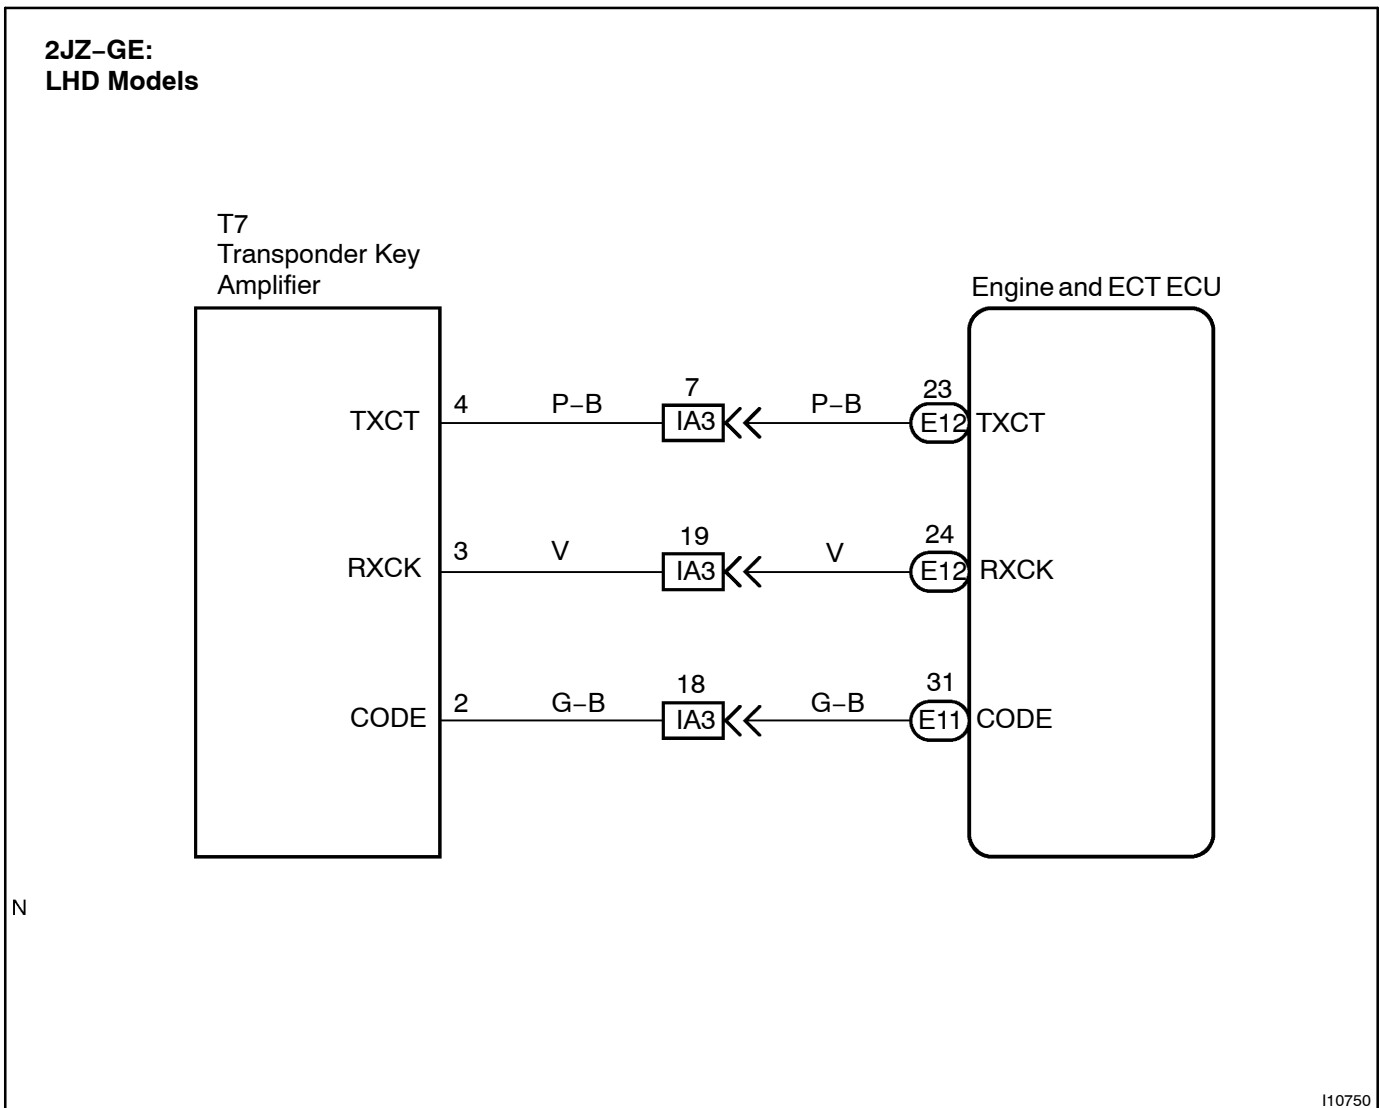 2JZ–GE:
LHD Models
T7
Transponder Key
Amplifier
Engine and ECT ECU
TXCT 4 P–B 7 IA3 P–B 23 E12 TXCT
RXCK 3 V 19 IA3 V 24 E12 RXCK
CODE 2 G–B 18 IA3 G–B 31 E11 CODE
N
I10750